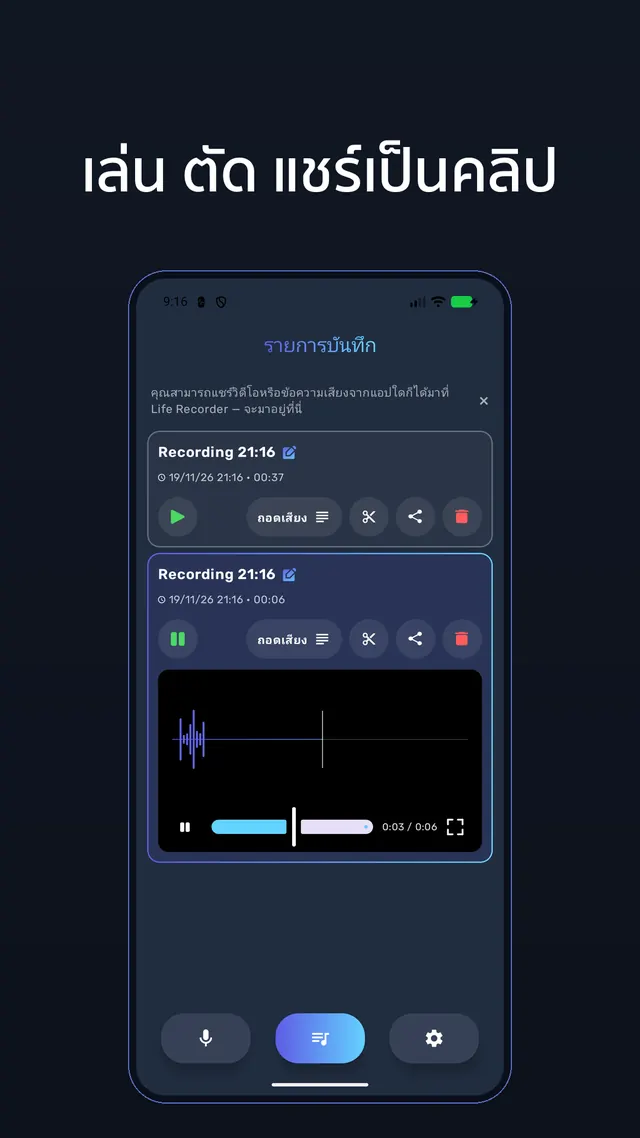 เล่น ตัด แชร์เป็นคลิป
9:16
รายการบันทึก
คุณสามารถแชร์วิดีโอหรือข้อความเสียงจากแอปใดก็ได้มาที่
Life Recorder — จะมาอยู่ที่นี่
Recording 21:16
19/11/26 21:16 • 00:37
ถอดเสียง
Recording 21:16
19/11/26 21:16 • 00:06
ถอดเสียง
0:03 / 0:06